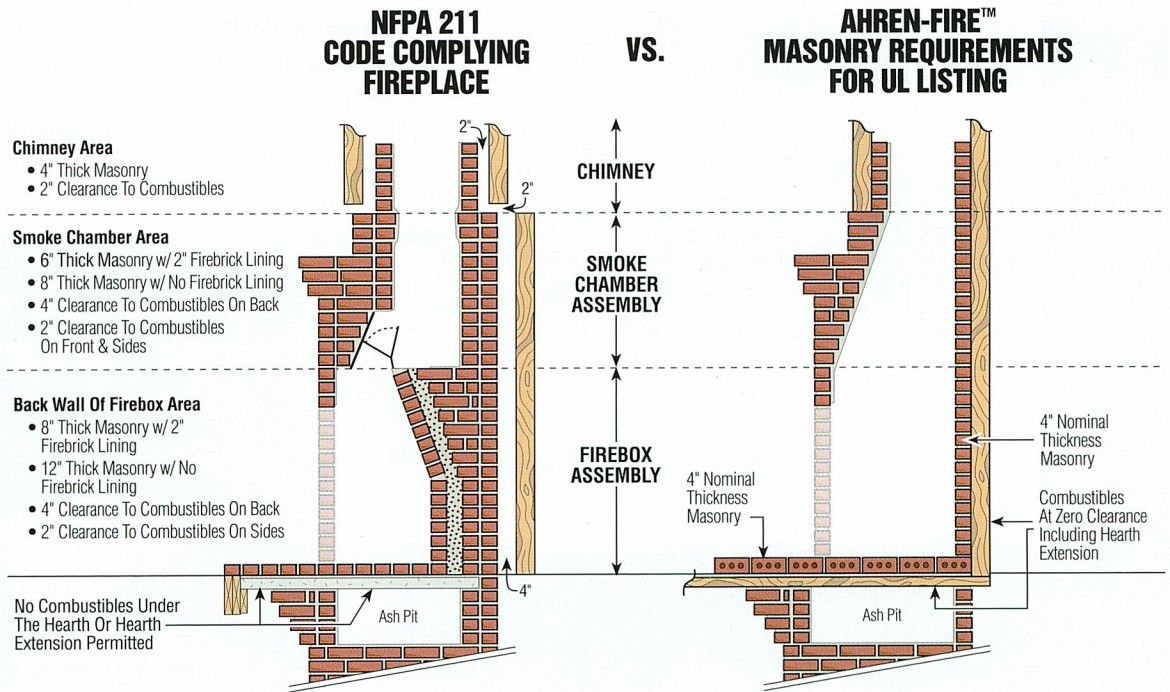 NFPA 211
CODE COMPLYING
FIREPLACE
VS.
AHREN-FIRE™
MASONRY REQUIREMENTS
FOR UL LISTING
Chimney Area
• 4" Thick Masonry
• 2" Clearance To Combustibles
Smoke Chamber Area
• 6" Thick Masonry w/ 2" Firebrick Lining
• 8" Thick Masonry w/ No Firebrick Lining
• 4" Clearance To Combustibles On Back
• 2" Clearance To Combustibles
On Front & Sides
Back Wall Of Firebox Area
• 8" Thick Masonry w/ 2"
Firebrick Lining
• 12" Thick Masonry w/ No
Firebrick Lining
• 4" Clearance To Combustibles On Back
• 2" Clearance To Combustibles On Sides
No Combustibles Under
The Hearth Or Hearth
Extension Permitted
2"
2"
4"
Ash Pit
CHIMNEY
SMOKE
CHAMBER
ASSEMBLY
FIREBOX
ASSEMBLY
4" Nominal
Thickness
Masonry
4" Nominal
Thickness
Masonry
Combustibles
At Zero Clearance
Including Hearth
Extension
Ash Pit